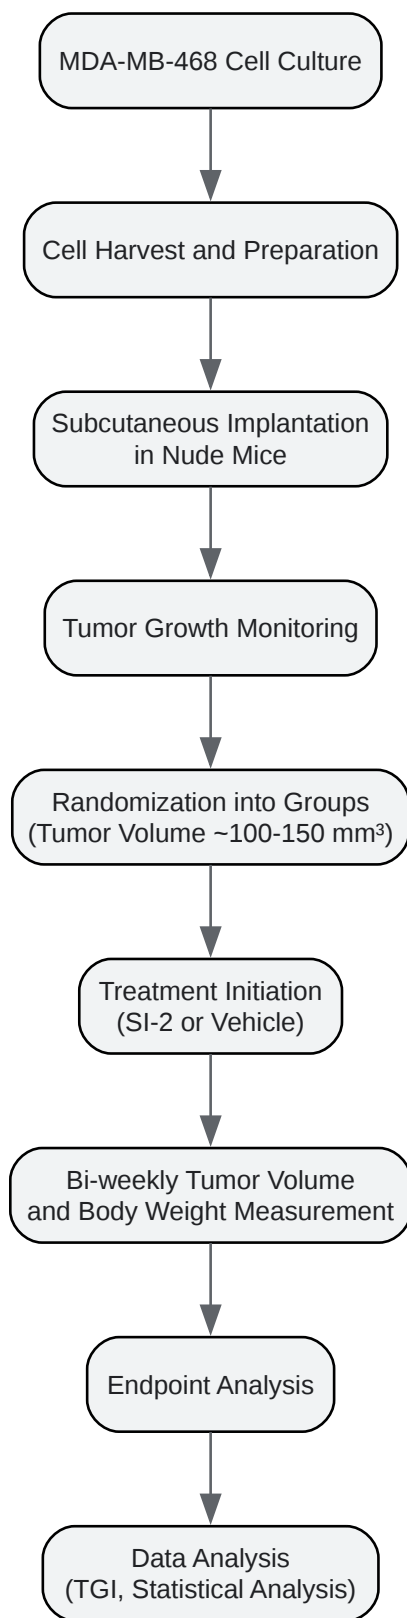 MDA-MB-468 Cell Culture
Cell Harvest and Preparation
Subcutaneous Implantation
in Nude Mice
Tumor Growth Monitoring
Randomization into Groups
(Tumor Volume ~100-150 mm³)
Treatment Initiation
(SI-2 or Vehicle)
Bi-weekly Tumor Volume
and Body Weight Measurement
Endpoint Analysis
Data Analysis
(TGI, Statistical Analysis)